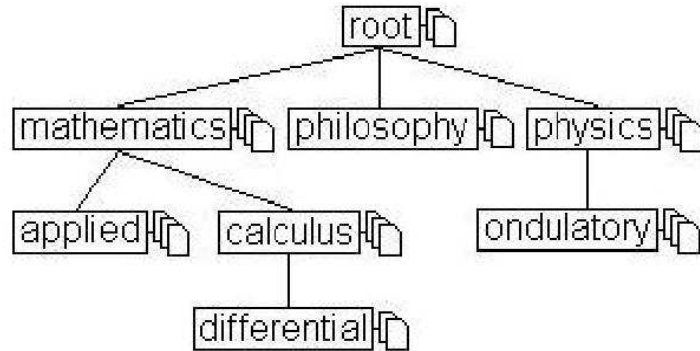 root
mathematics philosophy physics
applied calculus ondulatory
differential